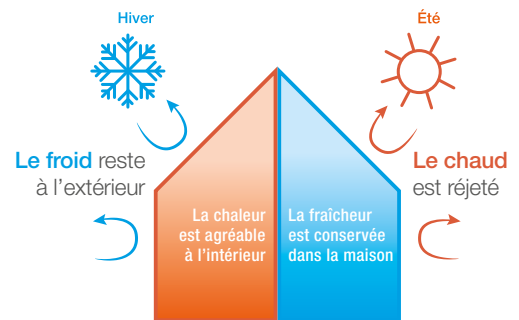 Hiver
Été
Le froid reste
à l'extérieur
Le chaud
est réjeté
La chaleur
est agréable
à l'intérieur
La fraîcheur
est conservée
dans la maison